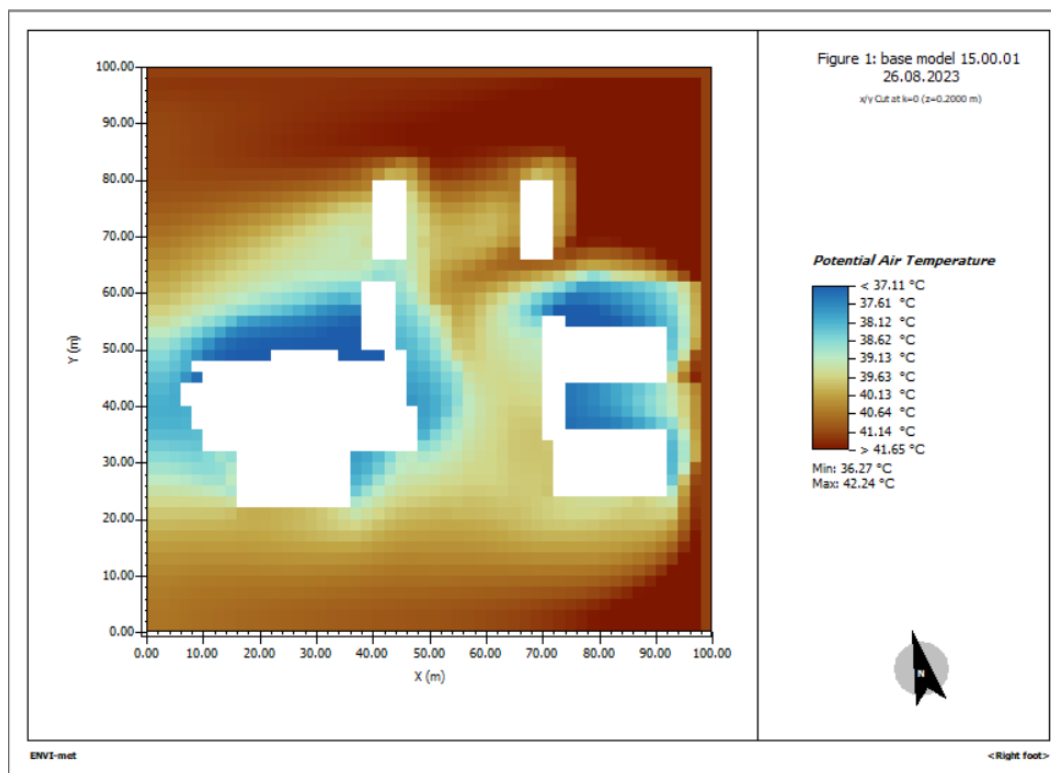 Figure 1: base model 15.00.01
26.08.2023
x/y Cut at k=0 (z=0.2000 m)
100.00
90.00
80.00
70.00
60.00
50.00
40.00
30.00
20.00
10.00
0.00
Y (m)
0.00 10.00 20.00 30.00 40.00 50.00 60.00 70.00 80.00 90.00 100.00
X (m)
Potential Air Temperature
< 37.11 °C
37.61 °C
38.12 °C
38.62 °C
39.13 °C
39.63 °C
40.13 °C
40.64 °C
41.14 °C
> 41.65 °C
Min: 36.27 °C
Max: 42.24 °C
N
ENVI-met
<Right foot>